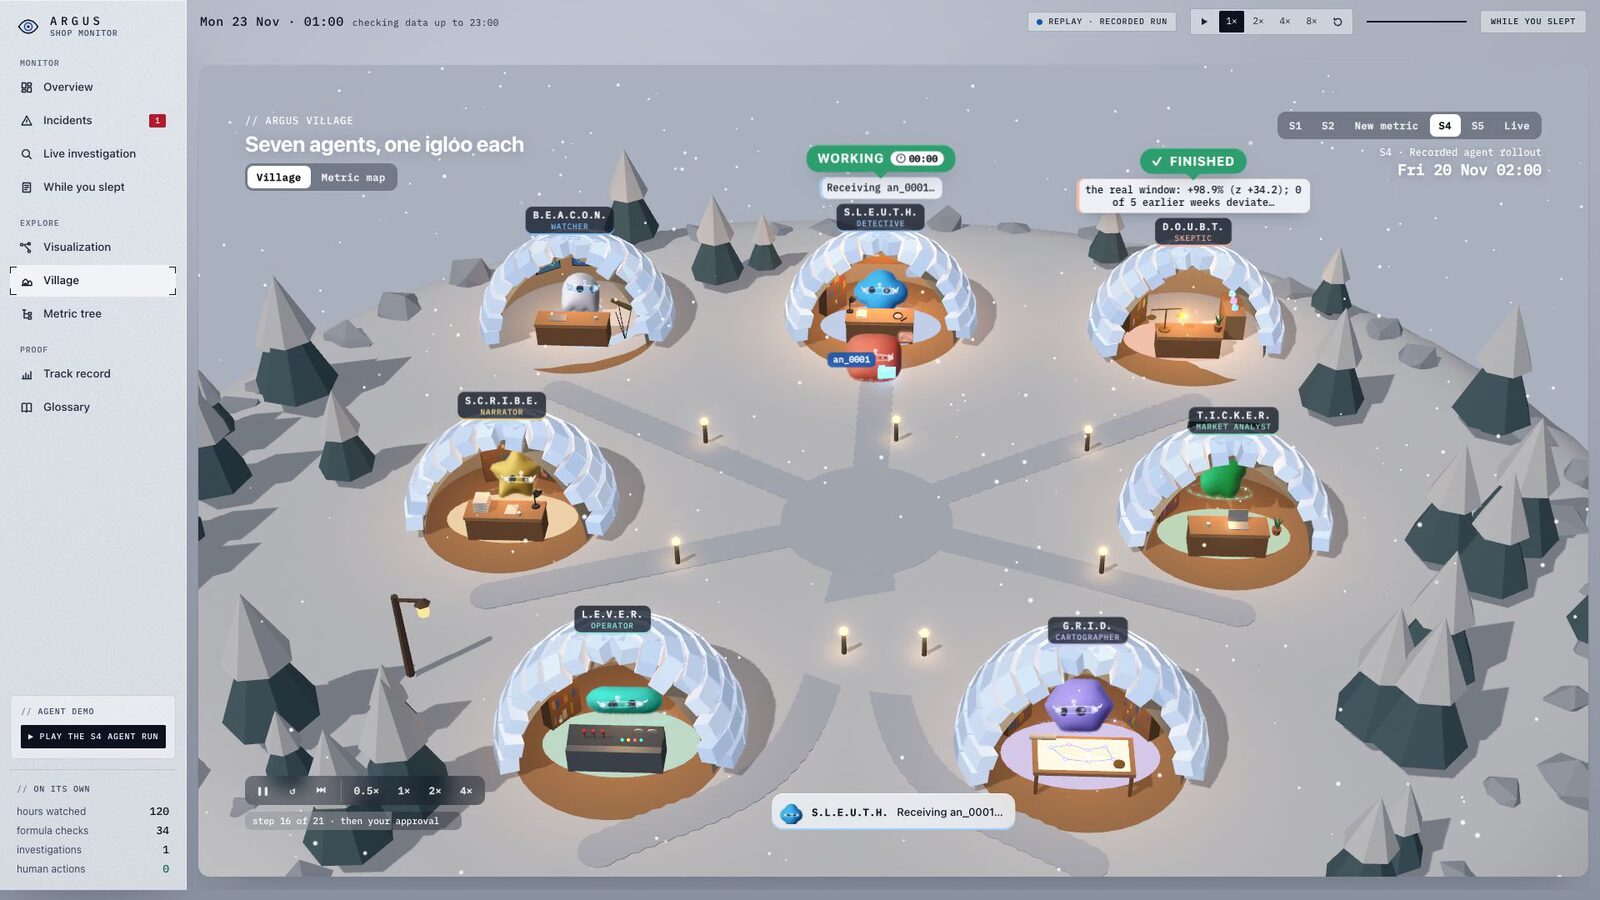 ARGUS
SHOP MONITOR
MONITOR
Overview
Incidents 1
Live investigation
While you slept
EXPLORE
Visualization
Village
Metric tree
PROOF
Track record
Glossary
// AGENT DEMO
PLAY THE S4 AGENT RUN
// ON ITS OWN
hours watched 120
formula checks 34
investigations 1
human actions 0
Mon 23 Nov · 01:00 checking data up to 23:00
REPLAY · RECORDED RUN
1× 2× 4× 8×
WHILE YOU SLEPT
// ARGUS VILLAGE
Seven agents, one igloo each
Village Metric map
S1 S2 New metric S4 S5 Live
S4 · Recorded agent rollout
Fri 20 Nov 02:00
WORKING 00:00
Receiving an_0001…
✓ FINISHED
the real window: +98.9% (z +34.2); 0
of 5 earlier weeks deviate…
B.E.A.C.O.N.
WATCHER
S.L.E.U.T.H.
DETECTIVE
D.O.U.B.T.
SKEPTIC
an_0001
S.C.R.I.B.E.
NARRATOR
T.I.C.K.E.R.
MARKET ANALYST
L.E.V.E.R.
OPERATOR
G.R.I.D.
CARTOGRAPHER
0.5× 1× 2× 4×
step 16 of 21 · then your approval
S.L.E.U.T.H. Receiving an_0001…